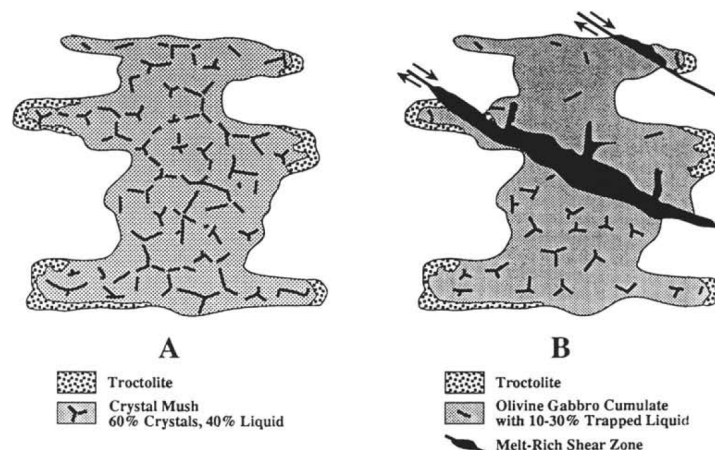 A
B
Troctolite
Crystal Mush
60% Crystals, 40% Liquid
Troctolite
Olivine Gabbro Cumulate
with 10-30% Trapped Liquid
Melt-Rich Shear Zone